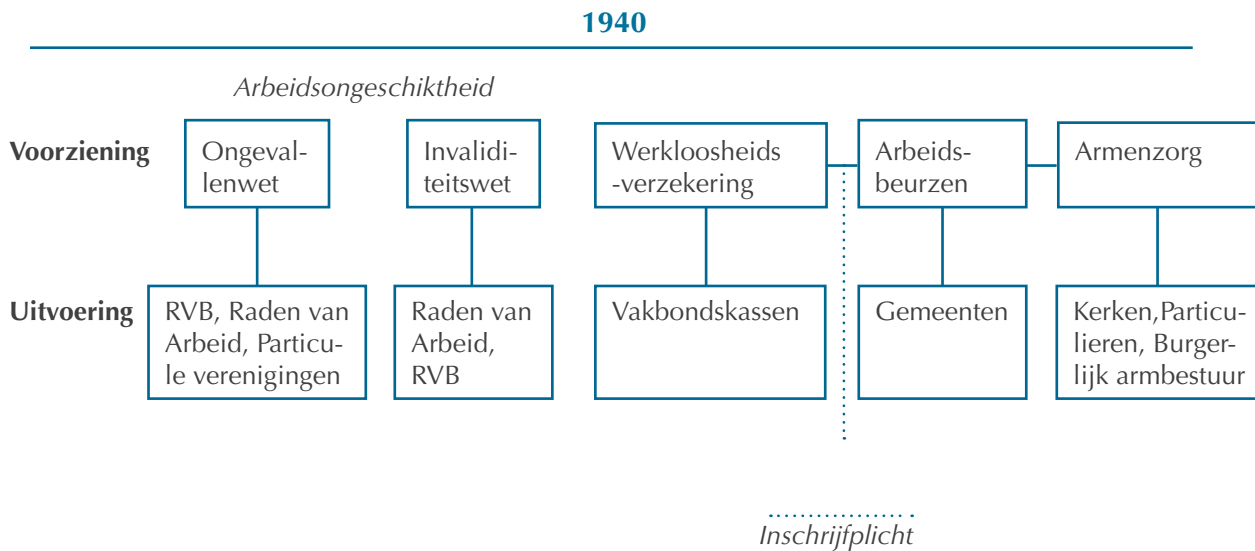 1940
Arbeidsongeschiktheid
Voorziening
Ongeval-
lenwet
Invalidi-
teitswet
Werkloosheids
-verzekering
Arbeids-
beurzen
Armenzorg
Uitvoering
RVB, Raden van
Arbeid, Particu-
le verenigingen
Raden van
Arbeid,
RVB
Vakbondskassen
Gemeenten
Kerken,Particu-
lieren, Burger-
lijk armbestuur
Inschrijfplicht